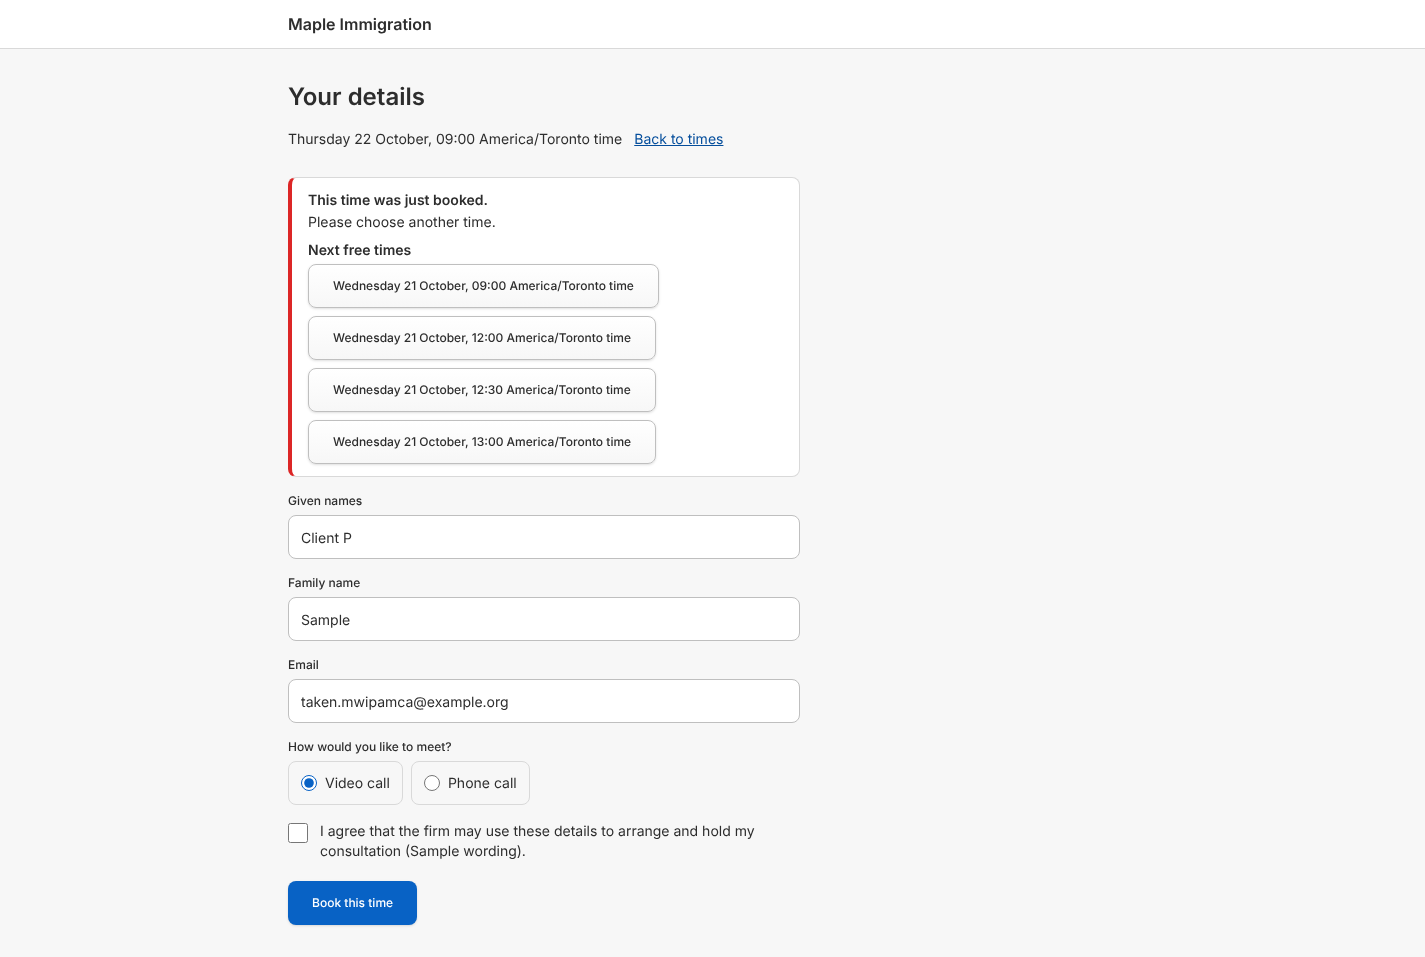 Maple Immigration
Your details
Thursday 22 October, 09:00 America/Toronto time Back to times
This time was just booked.
Please choose another time.
Next free times
Wednesday 21 October, 09:00 America/Toronto time
Wednesday 21 October, 12:00 America/Toronto time
Wednesday 21 October, 12:30 America/Toronto time
Wednesday 21 October, 13:00 America/Toronto time
Given names
Client P
Family name
Sample
Email
taken.mwipamca@example.org
How would you like to meet?
Video call Phone call
I agree that the firm may use these details to arrange and hold my
consultation (Sample wording).
Book this time